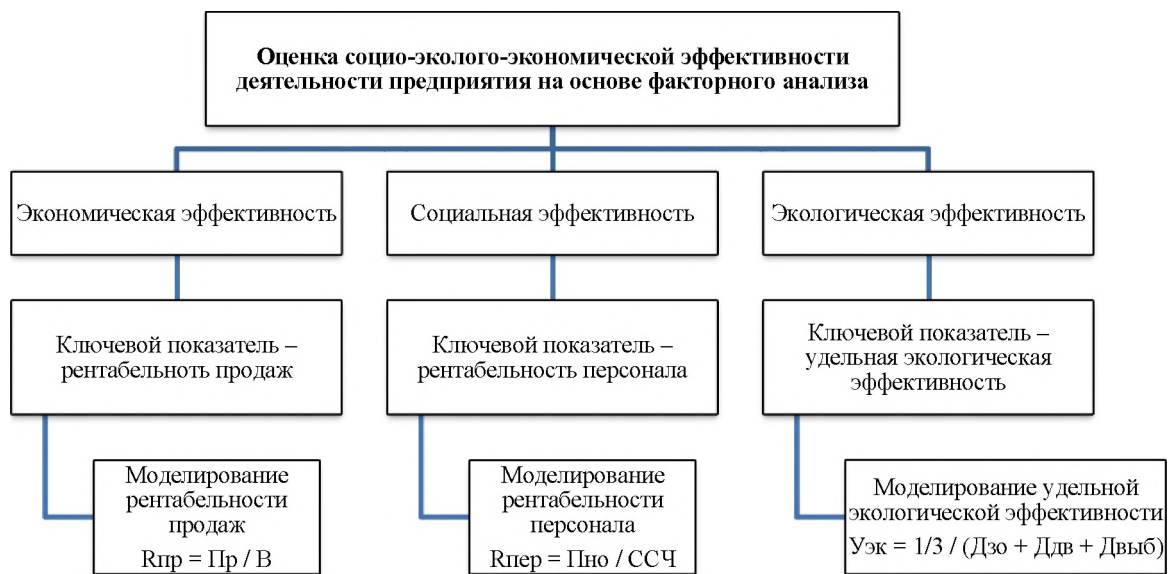 Оценка социо-эколого-экономической эффективности
деятельности предприятия на основе факторного анализа
Экономическая эффективность
Социальная эффективность
Экологическая эффективность
Ключевой показатель –
рентабельноть продаж
Ключевой показатель –
рентабельность персонала
Ключевой показатель –
удельная экологическая
эффективность
Моделирование
рентабельности
продаж
Rпр = Пр / В
Моделирование
рентабельности
персонала
Rпер = Пно / ССЧ
Моделирование удельной
экологической эффективности
Уэк = 1/3 / (Дзо + Ддв + Двыб)